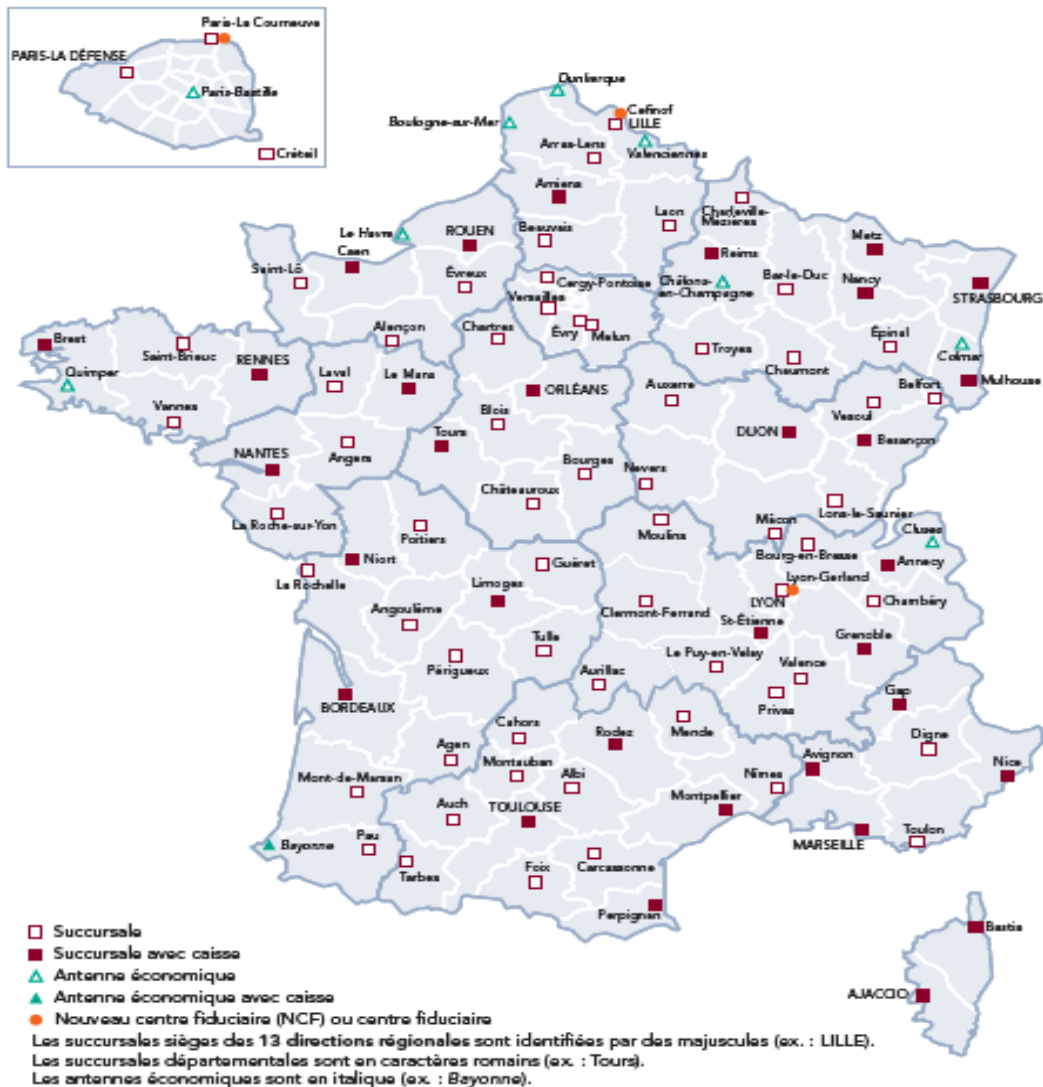 Paris-La Courneuve
PARIS-LA DÉFENSE
Paris-Bastille
Créteil
Dunkerque
Cefinof
LILLE
Boulogne-sur-Mer
Valenciennes
Arras-Lens
Amiens
Laon
Charleville-
Mézières
Le Havre
ROUEN
Beauvais
Metz
Caen
Reims
Saint-Lô
Évreux
Cergy-Pontoise
Châlons-
en-Champagne
Bar-le-Duc
Nancy
STRASBOURG
Versailles
Alençon
Chartres
Évry
Melun
Troyes
Épinal
Colmar
Chaumont
Mulhouse
Brest
Saint-Brieuc
RENNES
Laval
Le Mans
ORLÉANS
Auxerre
Belfort
Quimper
Vesoul
Blois
Vannes
DIJON
Besançon
Tours
NANTES
Angers
Bourges
Nevers
Châteauroux
Lons-le-Saunier
La Roche-sur-Yon
Poitiers
Moulins
Mâcon
Cluses
Bourg-en-Bresse
Niort
Annecy
La Rochelle
Guéret
Limoges
Lyon-Gerland
LYON
Clermont-Ferrand
Chambéry
Angoulême
St-Étienne
Tulle
Grenoble
Le Puy-en-Velay
Périgueux
Valence
Aurillac
Privas
Gap
BORDEAUX
Cahors
Rodez
Mende
Digne
Agen
Avignon
Montauban
Albi
Nîmes
Nice
Mont-de-Marsan
Auch
TOULOUSE
Montpellier
Toulon
MARSEILLE
Bayonne
Pau
Tarbes
Foix
Carcassonne
Perpignan
Bastia
AJACCIO
Succursale
Succursale avec caisse
Antenne économique
Antenne économique avec caisse
Nouveau centre fiduciaire (NCF) ou centre fiduciaire
Les succursales sièges des 13 directions régionales sont identifiées par des majuscules (ex. : LILLE).
Les succursales départementales sont en caractères romains (ex. : Tours).
Les antennes économiques sont en italique (ex. : Bayonne).